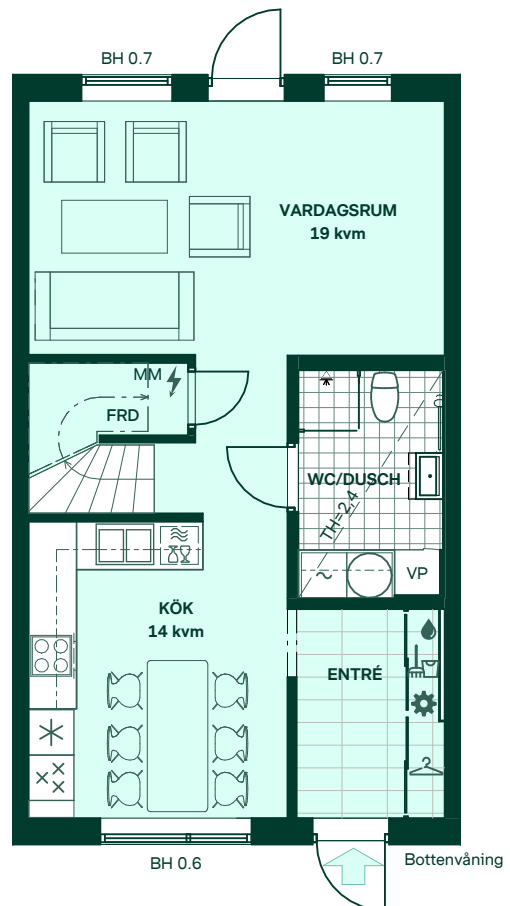 BH 0.7
BH 0.7
VARDAGSRUM
19 kvm
MM
FRD
WC/DUSCH
TH=2,4
VP
KÖK
14 kvm
ENTRÉ
2
BH 0.6
Bottenvåning